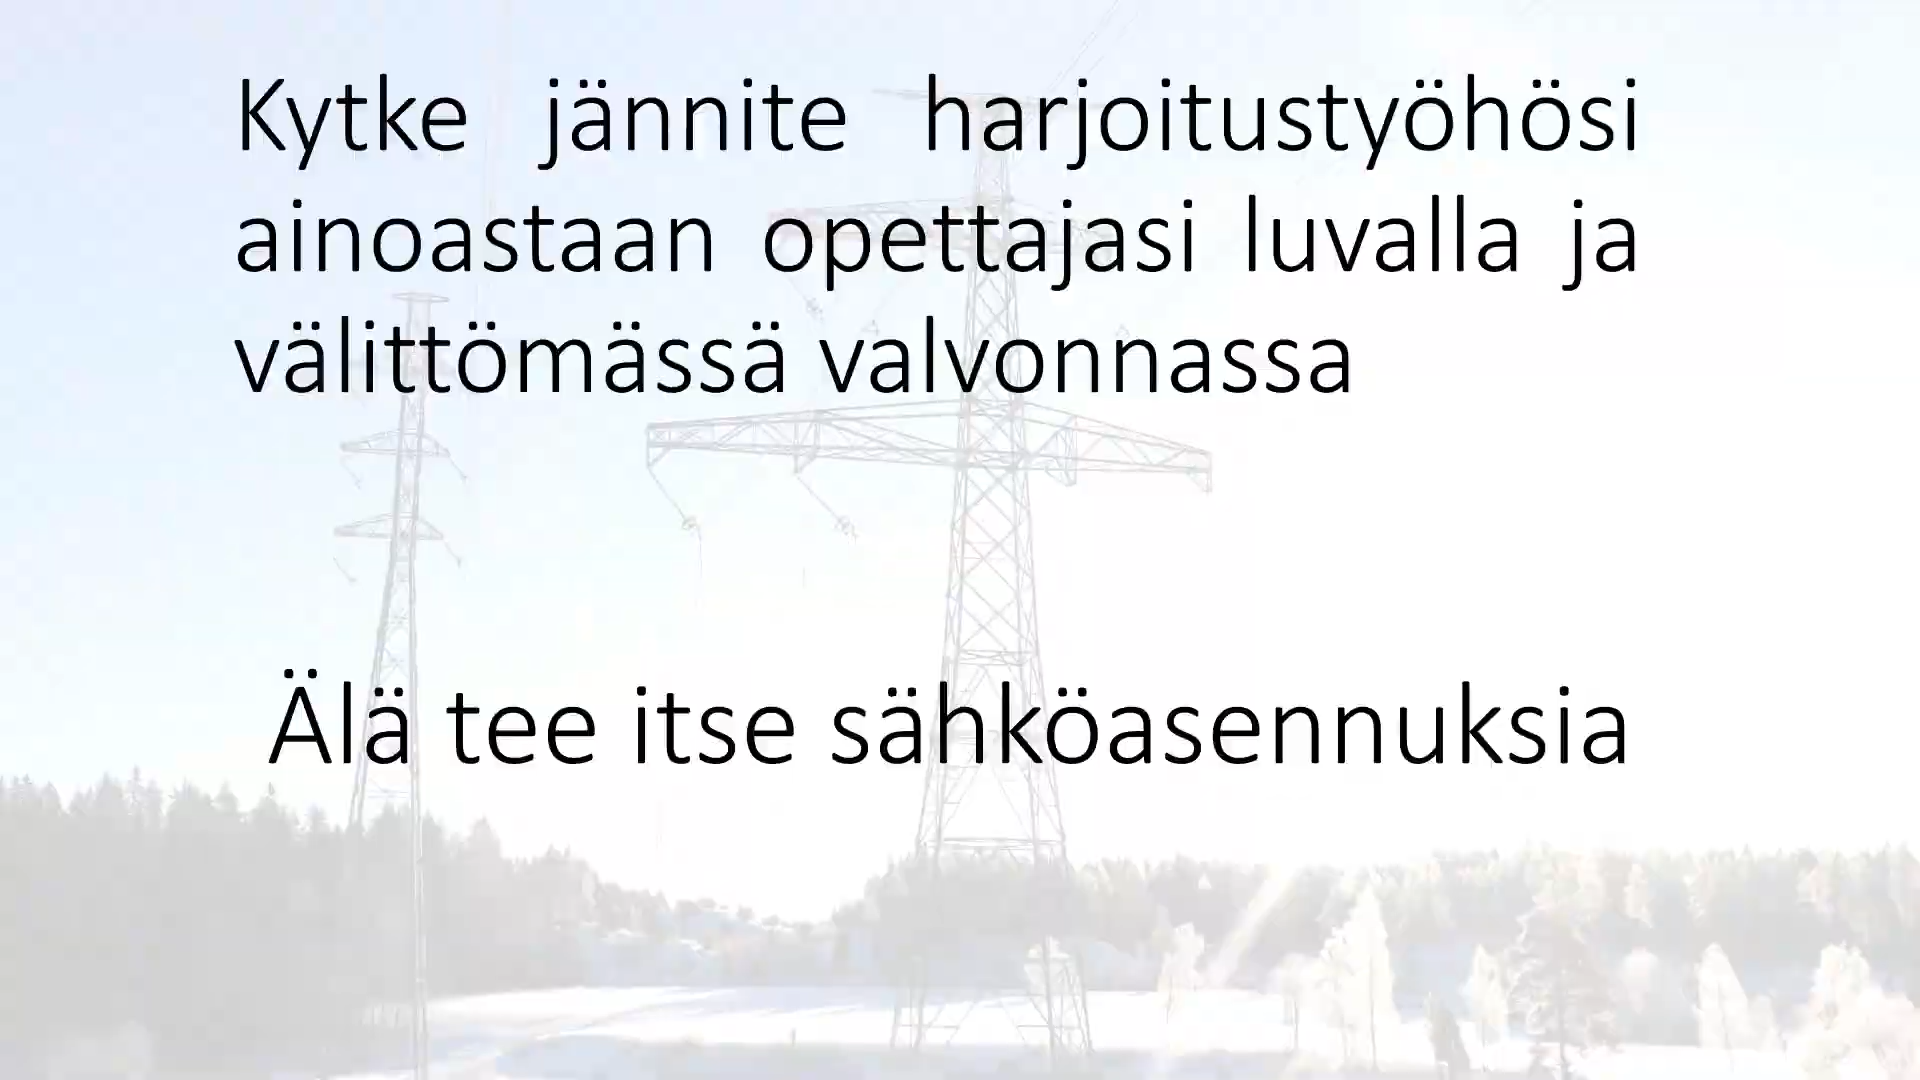 Kytke jännite harjoitustyöhösi
ainoastaan opettajasi luvalla ja
välittömässä valvonnassa
Älä tee itse sähköasennuksia